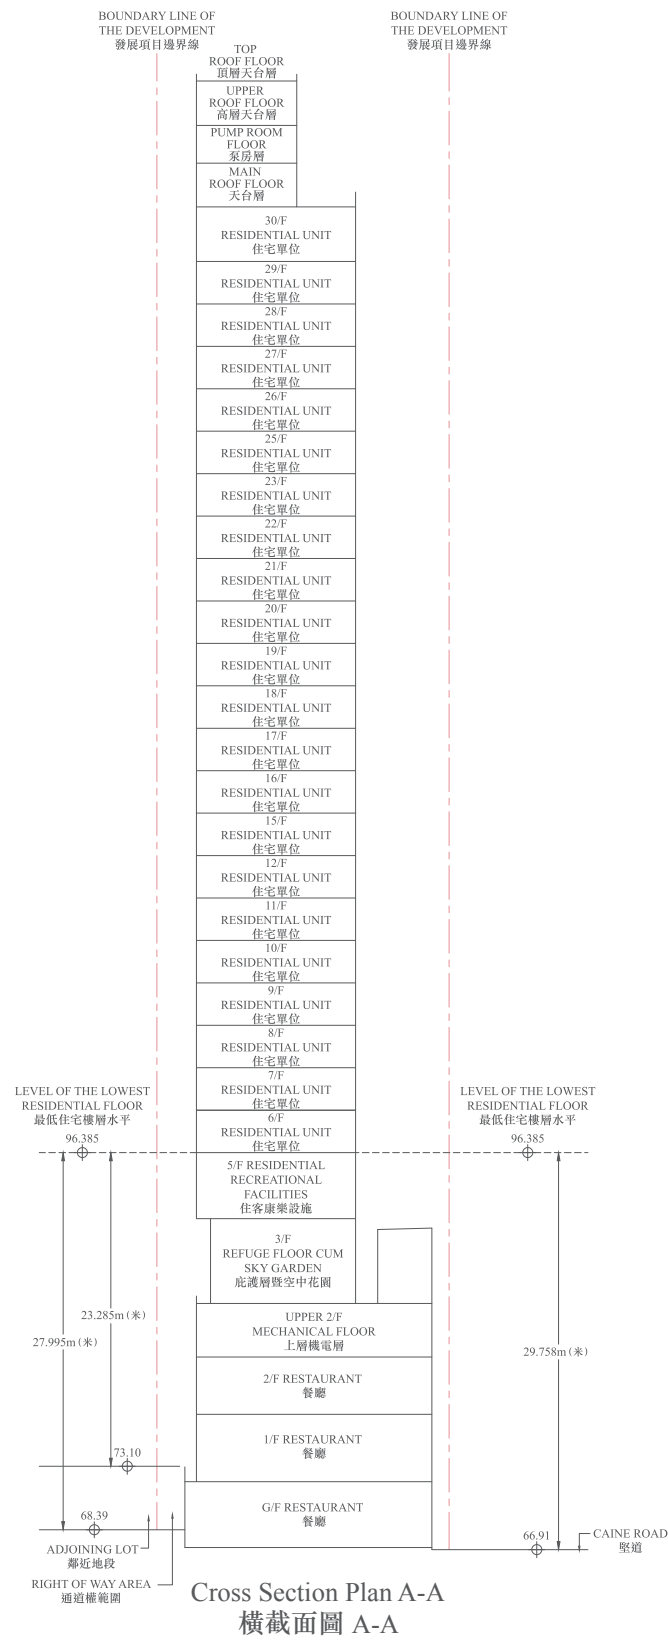 BOUNDARY LINE OF
THE DEVELOPMENT
發展項目邊界線
BOUNDARY LINE OF
THE DEVELOPMENT
發展項目邊界線
TOP
ROOF FLOOR
頂層天台層
UPPER
ROOF FLOOR
高層天台層
PUMP ROOM
FLOOR
泵房層
MAIN
ROOF FLOOR
天台層
30/F
RESIDENTIAL UNIT
住宅單位
29/F
RESIDENTIAL UNIT
住宅單位
28/F
RESIDENTIAL UNIT
住宅單位
27/F
RESIDENTIAL UNIT
住宅單位
26/F
RESIDENTIAL UNIT
住宅單位
25/F
RESIDENTIAL UNIT
住宅單位
23/F
RESIDENTIAL UNIT
住宅單位
22/F
RESIDENTIAL UNIT
住宅單位
21/F
RESIDENTIAL UNIT
住宅單位
20/F
RESIDENTIAL UNIT
住宅單位
19/F
RESIDENTIAL UNIT
住宅單位
18/F
RESIDENTIAL UNIT
住宅單位
17/F
RESIDENTIAL UNIT
住宅單位
16/F
RESIDENTIAL UNIT
住宅單位
15/F
RESIDENTIAL UNIT
住宅單位
12/F
RESIDENTIAL UNIT
住宅單位
11/F
RESIDENTIAL UNIT
住宅單位
10/F
RESIDENTIAL UNIT
住宅單位
9/F
RESIDENTIAL UNIT
住宅單位
8/F
RESIDENTIAL UNIT
住宅單位
7/F
RESIDENTIAL UNIT
住宅單位
6/F
RESIDENTIAL UNIT
住宅單位
LEVEL OF THE LOWEST
RESIDENTIAL FLOOR
最低住宅樓層水平
96.385
LEVEL OF THE LOWEST
RESIDENTIAL FLOOR
最低住宅樓層水平
96.385
5/F RESIDENTIAL
RECREATIONAL
FACILITIES
住客康樂設施
3/F
REFUGE FLOOR CUM
SKY GARDEN
庇護層暨空中花園
UPPER 2/F
MECHANICAL FLOOR
上層機電層
23.285m (米)
27.995m (米)
29.758m (米)
2/F RESTAURANT
餐廳
1/F RESTAURANT
餐廳
73.10
G/F RESTAURANT
餐廳
68.39
66.91
CAINE ROAD
堅道
ADJOINING LOT
鄰近地段
RIGHT OF WAY AREA
通道權範圍
Cross Section Plan A-A
橫截面圖 A-A